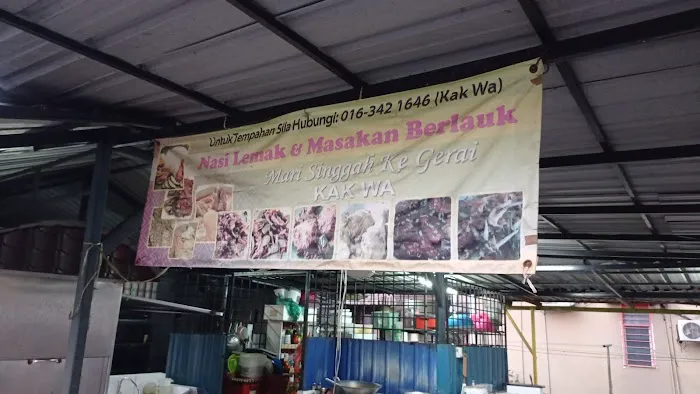 Untuk Tempahan Sila Hubungi: 016-342 1646 (Kak Wa)
Nasi Lemak & Masakan Berlauk
Mari Singgah Ke Gerai
KAK WA